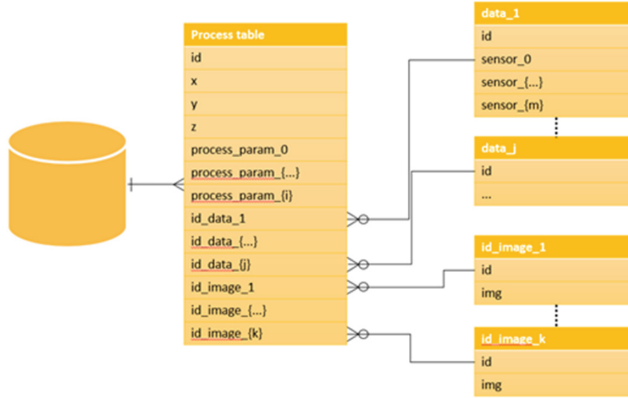 Process table
id
x
y
z
process_param_0
process_param_{...}
process_param_{i}
id_data_1
id_data_{...}
id_data_{j}
id_image_1
id_image_{...}
id_image_{k}
data_1
id
sensor_0
sensor_{...}
sensor_{m}
data_j
id
...
id_image_1
id
img
id_image_k
id
img